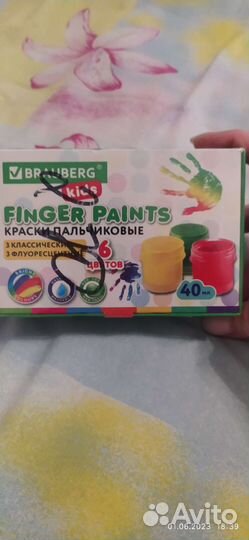 BRAUBERG
kids
FINGER PAINTS
КРАСКИ ПАЛЬЧИКОВЫЕ
3 КЛАССИЧЕСКИ
3 ФЛУОРЕСЦЕНТ
6
ЦВЕТОВ
40 мл
01.06.2023 18:39
Avito